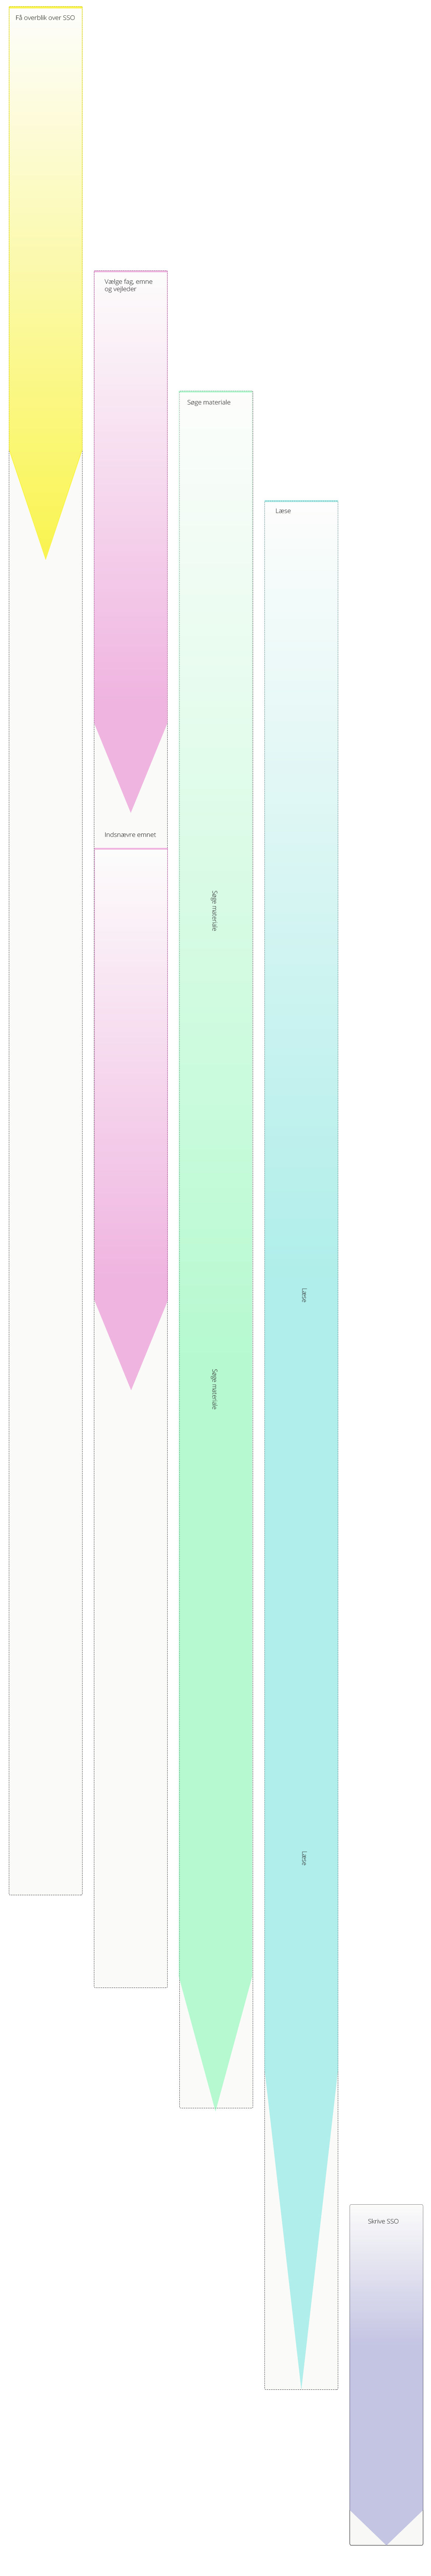 Få overblik over SSO
Vælge fag, emne
og vejleder
Søge materiale
Læse
Indsnævre emnet
Søge materiale
Læse
Søge materiale
Læse
Skrive SSO